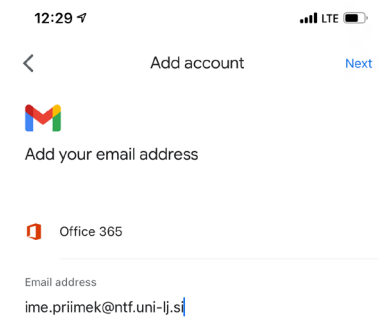 12:29
LTE
Add account
Next
Add your email address
Office 365
Email address
ime.priimek@ntf.uni-lj.si